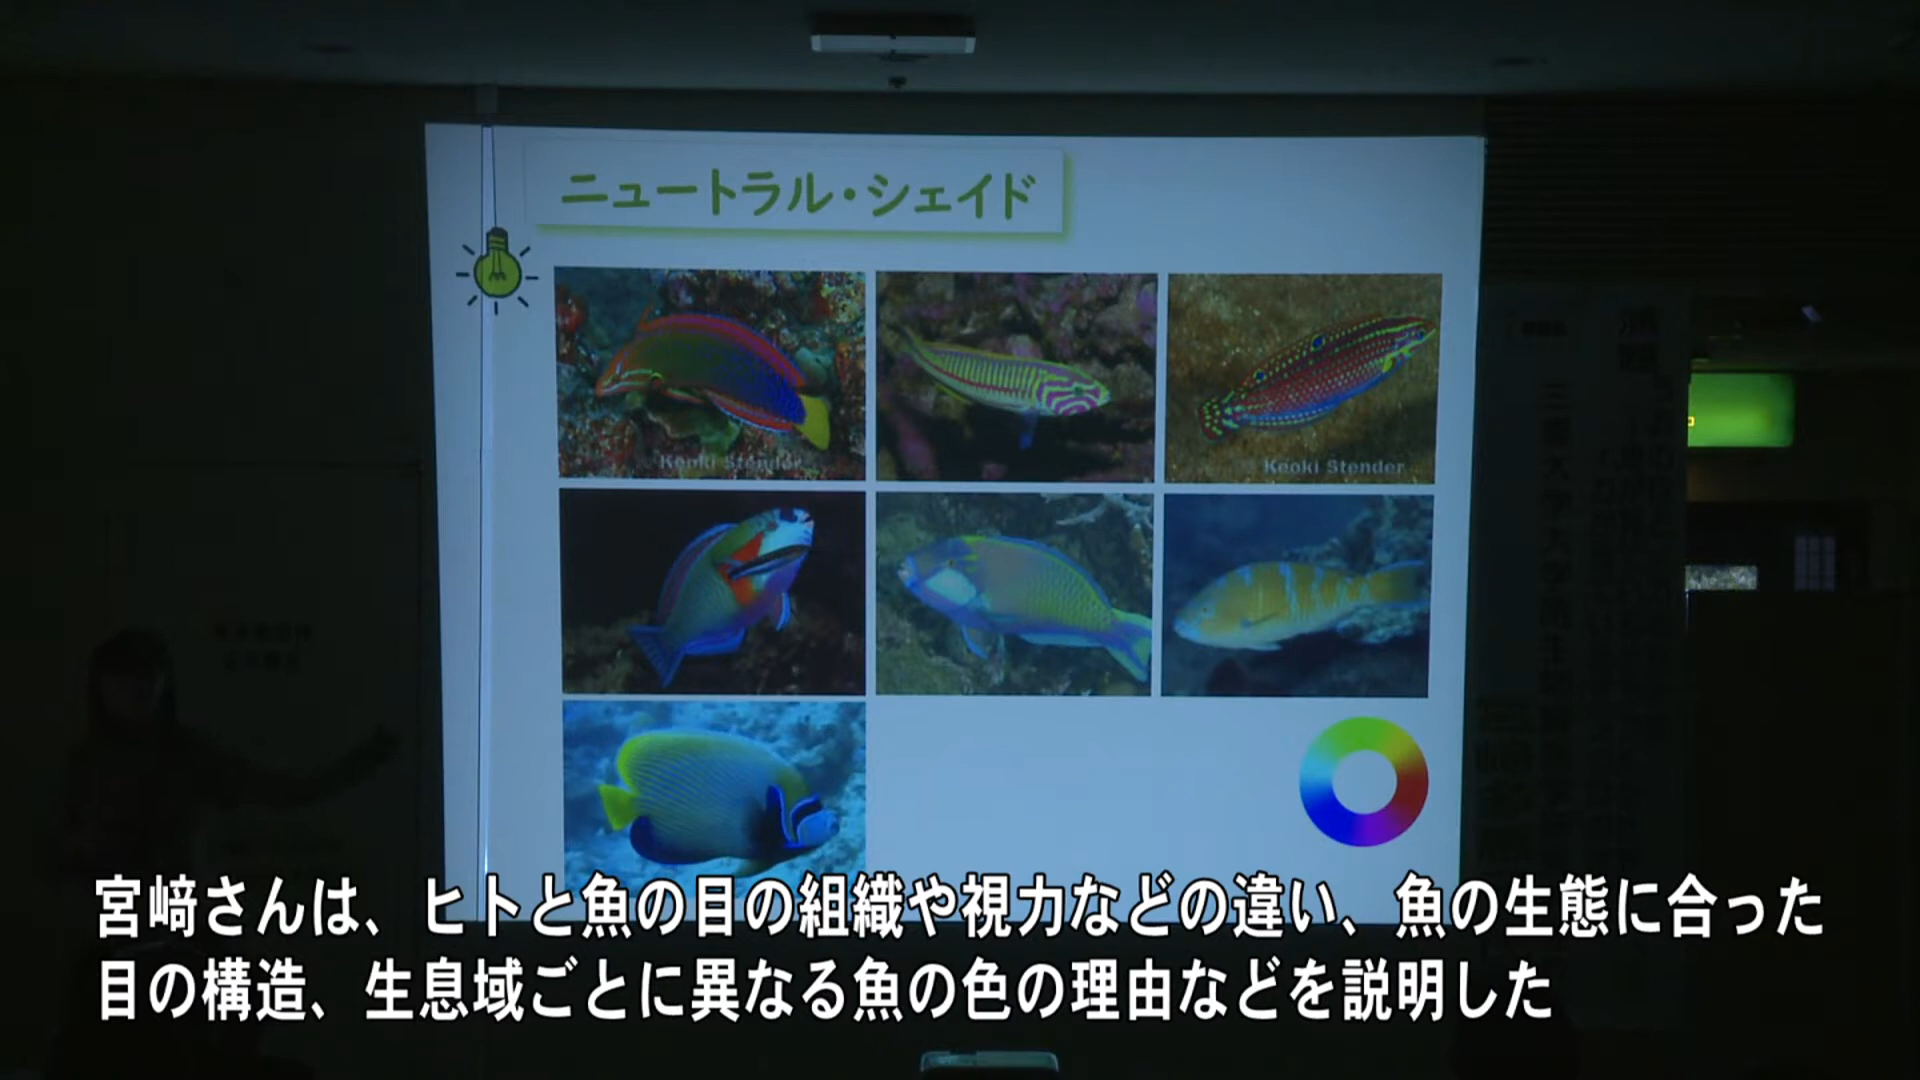 ニュートラル・シェイド
Keoki Stender
Keoki Stender
宮﨑さんは、ヒトと魚の目の組織や視力などの違い、魚の生態に合った
目の構造、生息域ごとに異なる魚の色の理由などを説明した